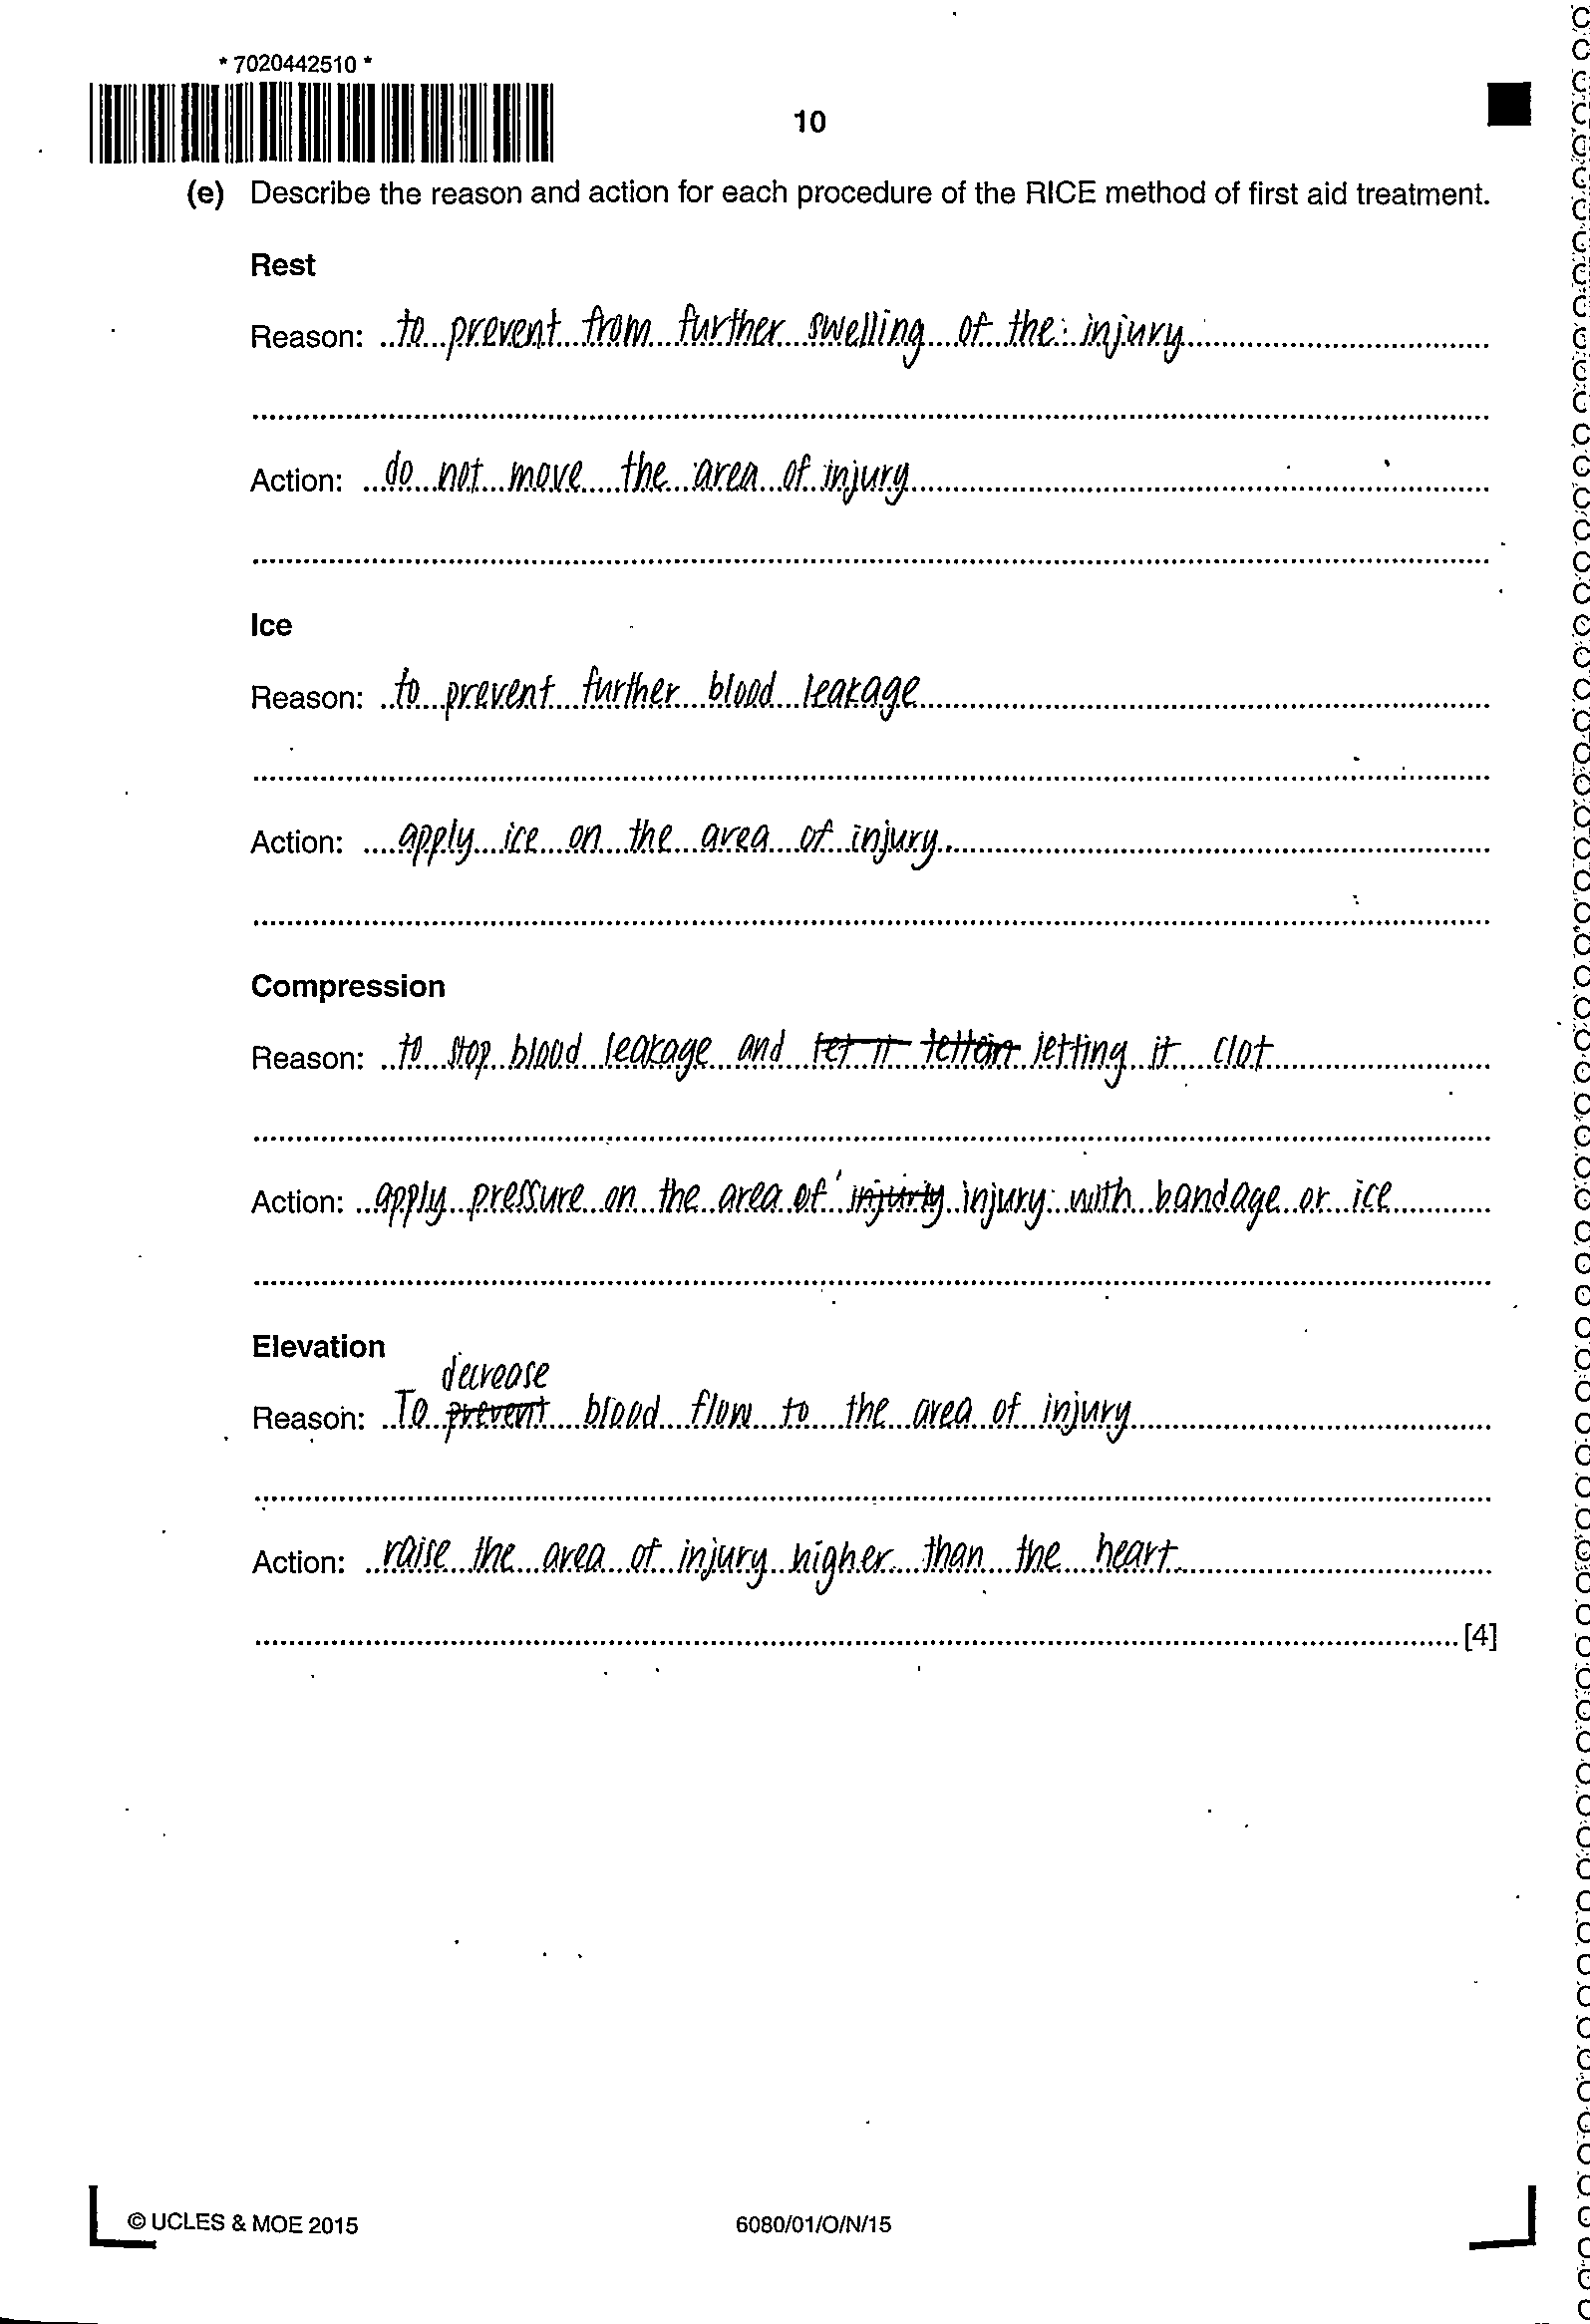 * 7020442510 *
10
(e) Describe the reason and action for each procedure of the RICE method of first aid treatment.
Rest
Reason: to prevent from further swelling of the injury
Action: do not move the area of injury
Ice
Reason: to prevent further blood leakage
Action: apply ice on the area of injury
Compression
Reason: to stop blood leakage and let it letting it clot
Action: apply pressure on the area of injury injury with bandage or ice
Elevation
decrease
Reason: To prevent blood flow to the area of injury
Action: raise the area of injury higher than the heart
[4]
© UCLES & MOE 2015
6080/01/O/N/15